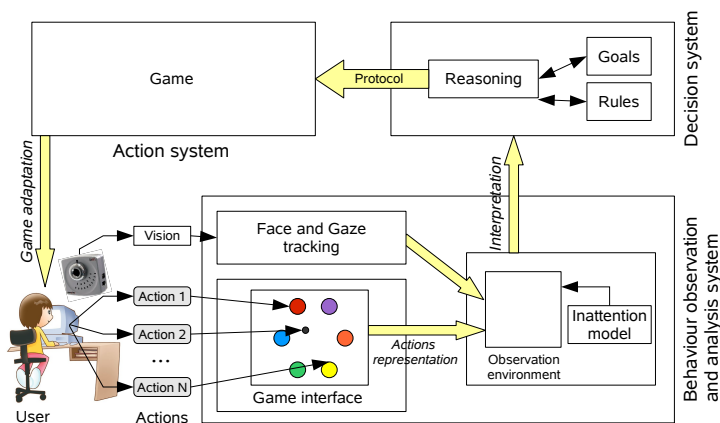 Game
Protocol
Reasoning
Goals
Rules
Decision system
Action system
Game adaptation
Interpretation
Vision
Face and Gaze
tracking
Action 1
Action 2
...
Action N
Actions
representation
Inattention
model
Observation
environment
Game interface
User
Actions
Behaviour observation
and analysis system